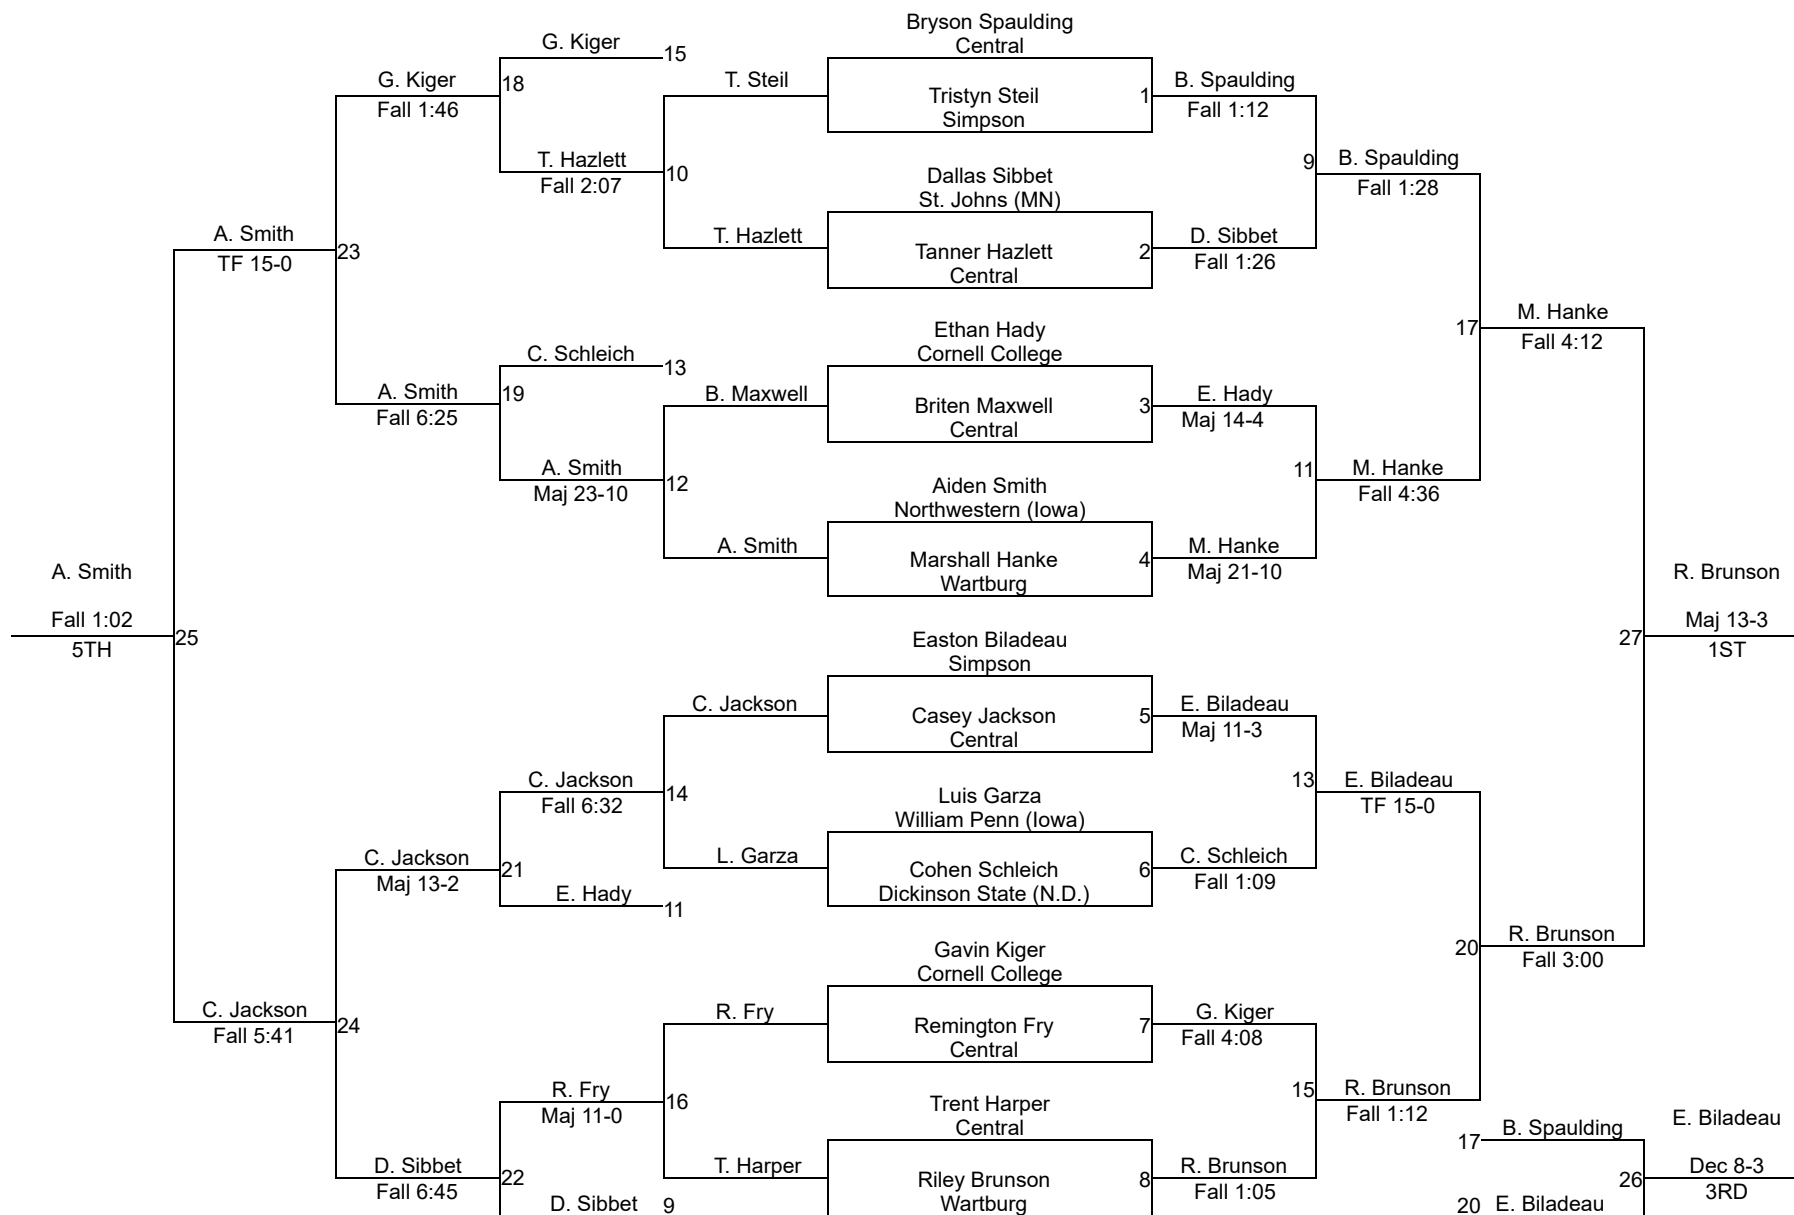 Bryson Spaulding
Central
G. Kiger
15
G. Kiger
18
T. Steil
Tristyn Steil
1
B. Spaulding
Fall 1:46
Simpson
Fall 1:12
T. Hazlett
10
Fall 2:07
Dallas Sibbet
St. Johns (MN)
9
B. Spaulding
Fall 1:28
A. Smith
23
TF 15-0
T. Hazlett
Tanner Hazlett
2
D. Sibbet
Central
Fall 1:26
Ethan Hady
Cornell College
17
M. Hanke
Fall 4:12
C. Schleich
13
A. Smith
19
Fall 6:25
B. Maxwell
Briten Maxwell
3
E. Hady
Central
Maj 14-4
A. Smith
12
Maj 23-10
Aiden Smith
Northwestern (Iowa)
11
M. Hanke
Fall 4:36
A. Smith
Marshall Hanke
4
M. Hanke
Wartburg
Maj 21-10
A. Smith
Fall 1:02
25
5TH
R. Brunson
27
Maj 13-3
1ST
Easton Biladeau
Simpson
C. Jackson
Casey Jackson
5
E. Biladeau
Central
Maj 11-3
C. Jackson
14
Fall 6:32
Luis Garza
William Penn (Iowa)
13
E. Biladeau
TF 15-0
C. Jackson
21
Maj 13-2
L. Garza
Cohen Schleich
6
C. Schleich
Dickinson State (N.D.)
Fall 1:09
E. Hady
11
Gavin Kiger
Cornell College
20
R. Brunson
Fall 3:00
C. Jackson
24
Fall 5:41
R. Fry
Remington Fry
7
G. Kiger
Central
Fall 4:08
R. Fry
16
Maj 11-0
Trent Harper
Central
15
R. Brunson
Fall 1:12
17
B. Spaulding
E. Biladeau
D. Sibbet
22
Fall 6:45
T. Harper
Riley Brunson
8
R. Brunson
Wartburg
Fall 1:05
26
Dec 8-3
3RD
D. Sibbet
9
20
E. Biladeau